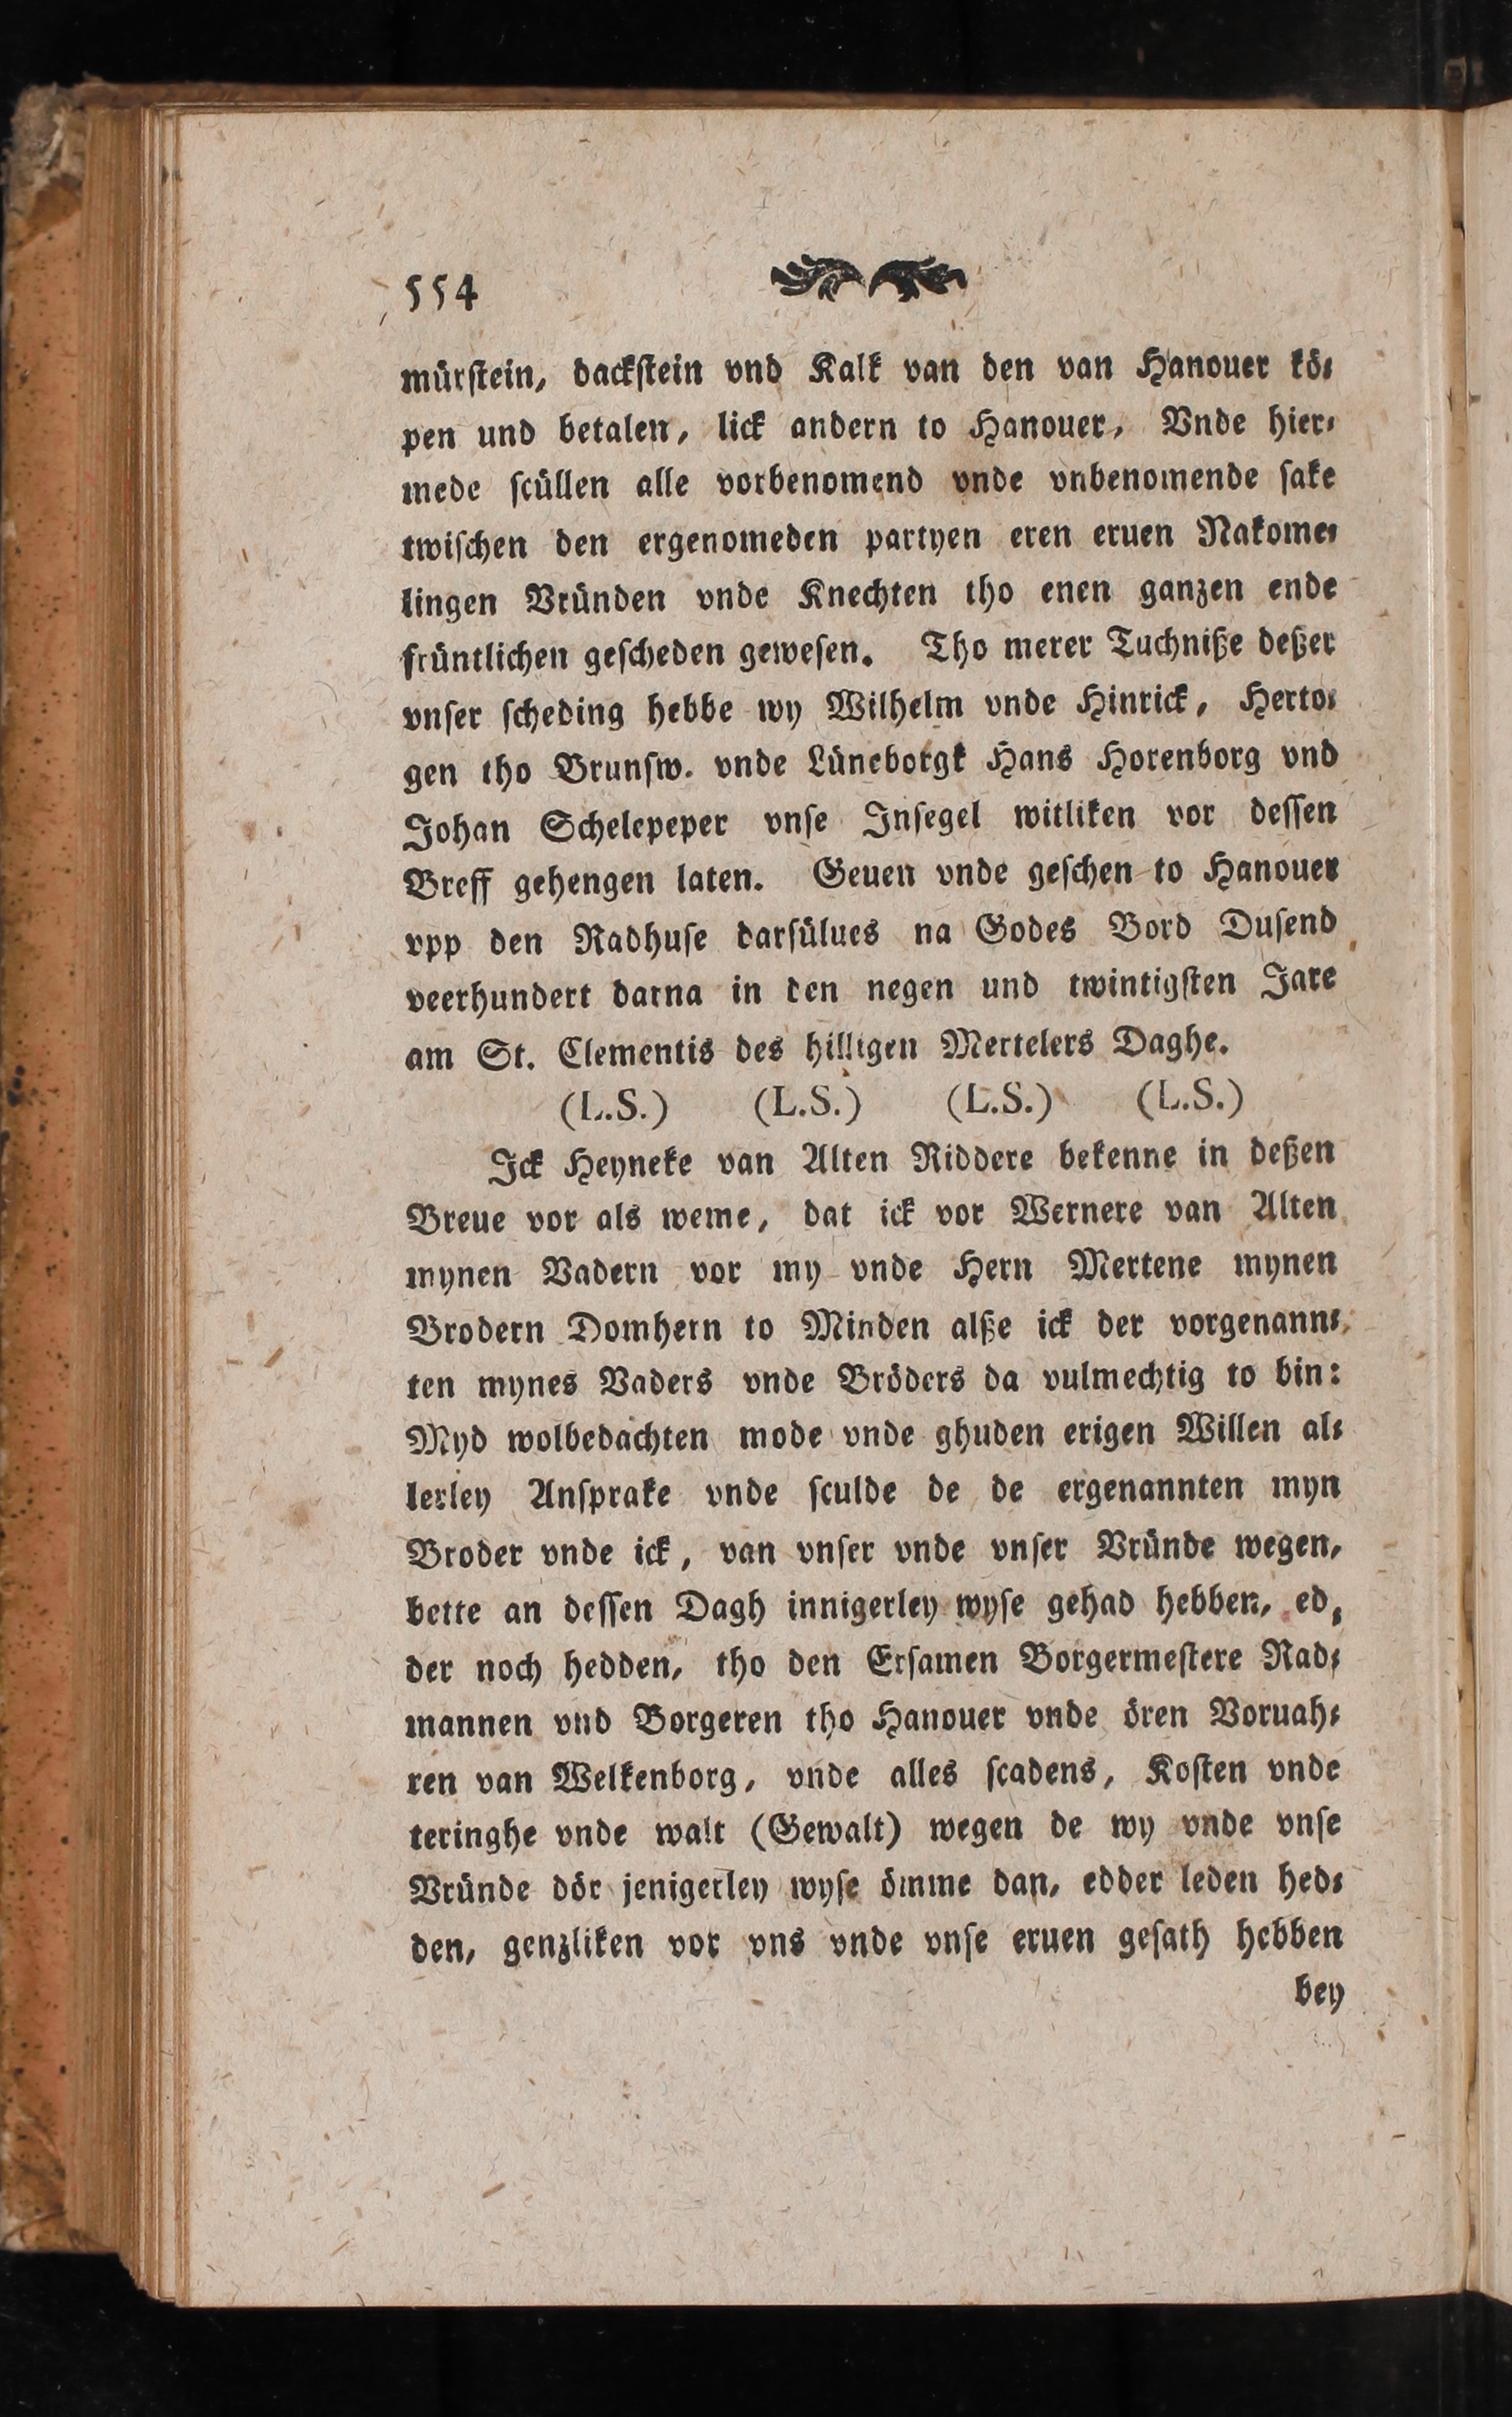 554
mürſtein, dackſtein vnd Kalk van den van Hanouer kö⸗
pen und betalen, lick andern to Hanouer, Vnde hier⸗
mede ſcüllen alle vorbenomend vnde vnbenomende ſake
twiſchen den ergenomeden partyen eren eruen Nakome⸗
lingen Vründen vnde Knechten tho enen ganzen ende
früntlichen geſcheden geweſen. Tho merer Tuchniße deßer
vnſer ſcheding hebbe wy Wilhelm vnde Hinrick, Herto⸗
gen tho Brunſw. vnde Lüneborgk Hans Horenborg vnd
Johan Schelepeper vnſe Inſegel witliken vor deſſen
Breff gehengen laten. Geuen vnde geſchen to Hanouer
vpp den Radhuſe darſülues na Godes Bord Duſend
veerhundert darna in den negen und twintigſten Jare
am St. Clementis des hilligen Mertelers Daghe.
(L.S.) (L.S.) (L.S.) (L.S.)
Ick Heyneke van Alten Riddere bekenne in deßen
Breue vor als weme, dat ick vor Wernere van Alten
mynen Vadern vor my vnde Hern Mertene mynen
Brodern Domhern to Minden alße ick der vorgenann⸗
ten mynes Vaders vnde Bröders da vulmechtig to bin:
Myd wolbedachten mode vnde ghuden erigen Willen al⸗
lerley Anſprake vnde ſculde de de ergenannten myn
Broder vnde ick, van vnſer vnde vnſer Vründe wegen,
bette an deſſen Dagh innigerley wyſe gehad hebben, ed⸗
der noch hedden, tho den Erſamen Borgermeſtere Rad⸗
mannen vnd Borgeren tho Hanouer vnde ören Voruah⸗
ren van Welkenborg, vnde alles ſcadens, Koſten vnde
teringhe vnde walt (Gewalt) wegen de wy vnde vnſe
Vründe dör jenigerley wyſe ömme dan, edder leden hed⸗
den, genzliken vor vns vnde vnſe eruen geſath hebben
bey